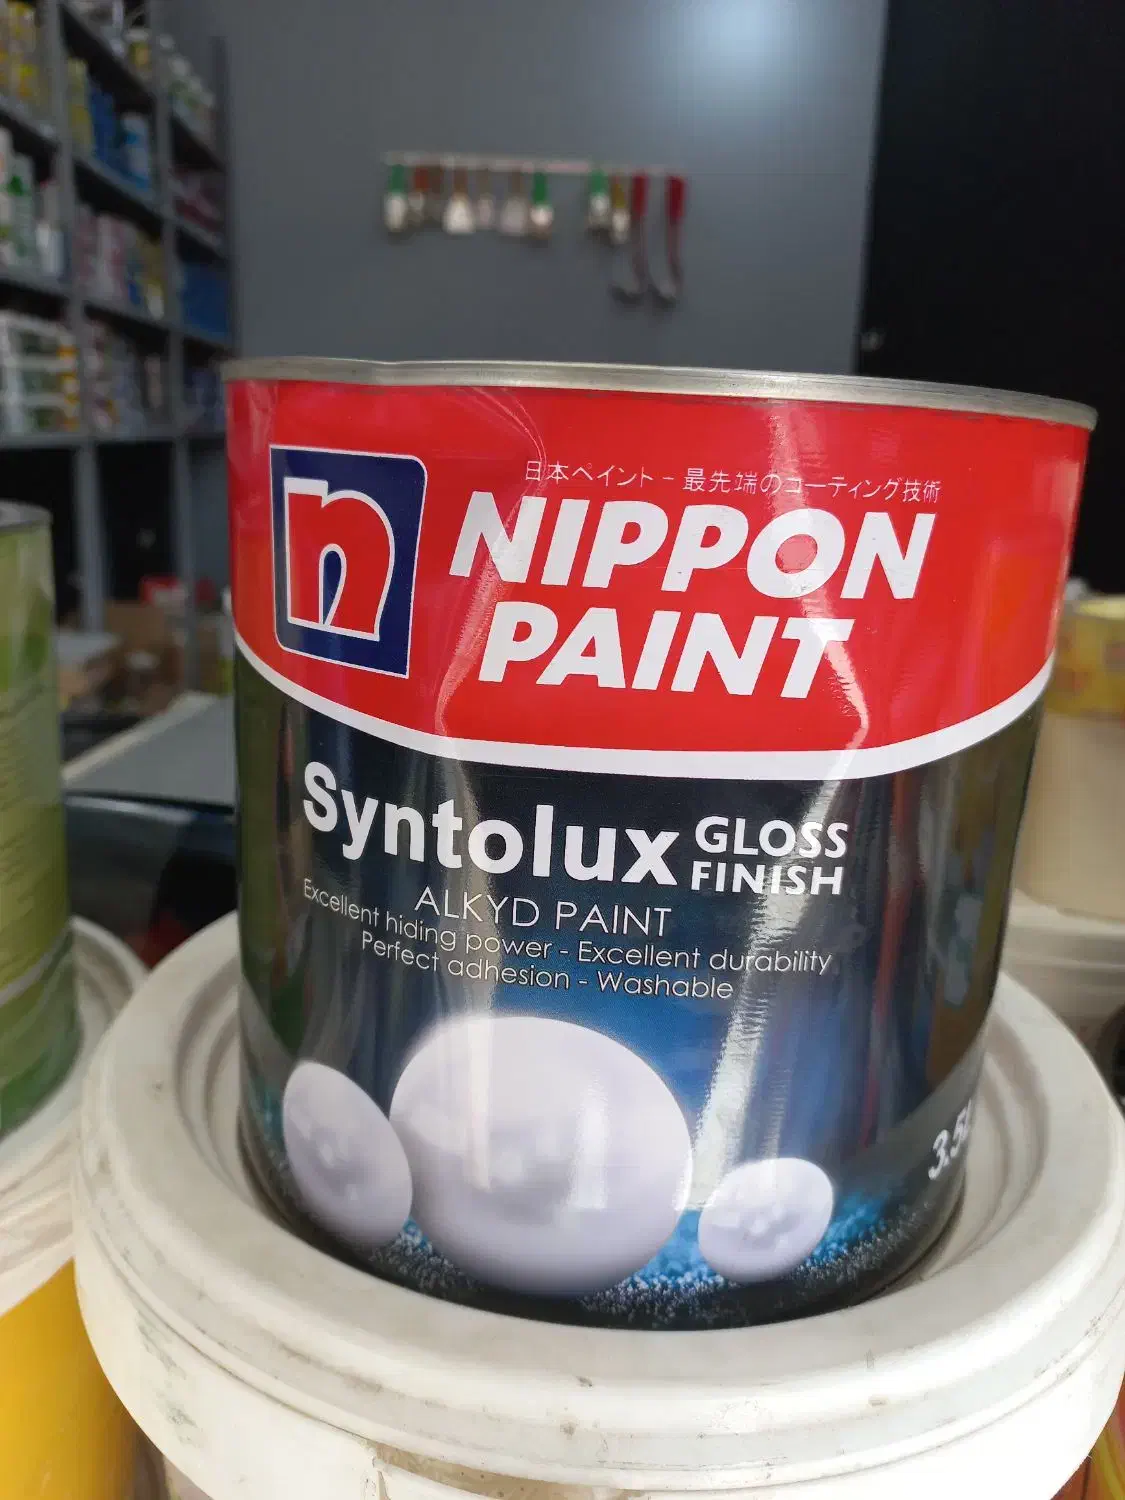 日本ペイント - 最先端のコーティング技術
n
NIPPON
PAINT
Syntolux GLOSS FINISH
ALKYD PAINT
Excellent hiding power - Excellent durability
Perfect adhesion - Washable